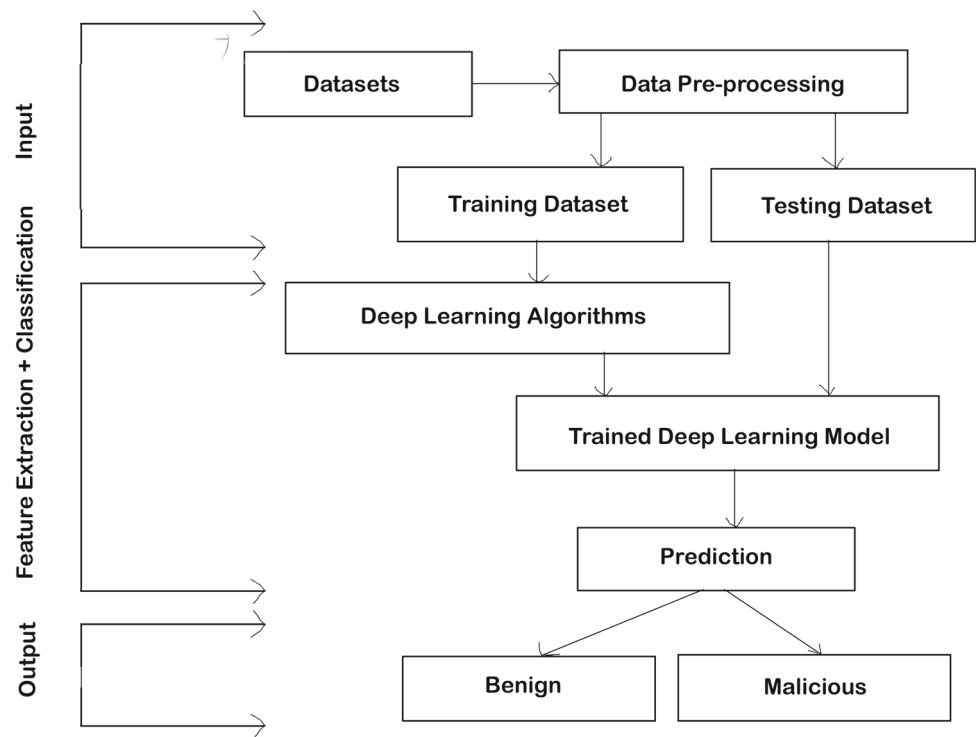 Input
Datasets
Data Pre-processing
Training Dataset
Testing Dataset
Feature Extraction + Classification
Deep Learning Algorithms
Trained Deep Learning Model
Prediction
Output
Benign
Malicious